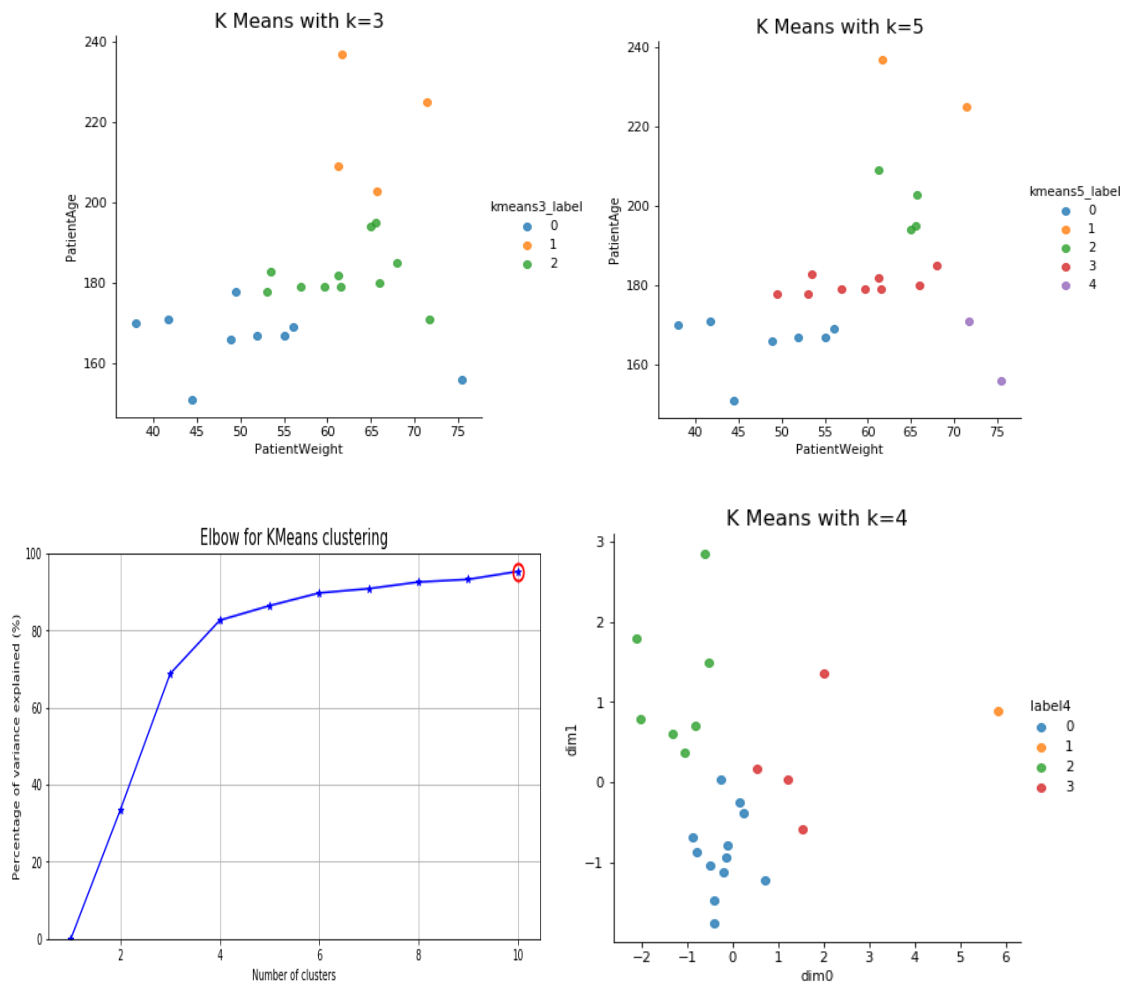 K Means with k=3
240
220
200
180
160
PatientAge
40 45 50 55 60 65 70 75
PatientWeight
kmeans3_label
0
1
2
K Means with k=5
240
220
200
180
160
PatientAge
40 45 50 55 60 65 70 75
PatientWeight
kmeans5_label
0
1
2
3
4
Elbow for KMeans clustering
100
80
60
40
20
0
Percentage of variance explained (%)
2 4 6 8 10
Number of clusters
K Means with k=4
3
2
1
0
−1
dim1
−2 −1 0 1 2 3 4 5 6
dim0
label4
0
1
2
3